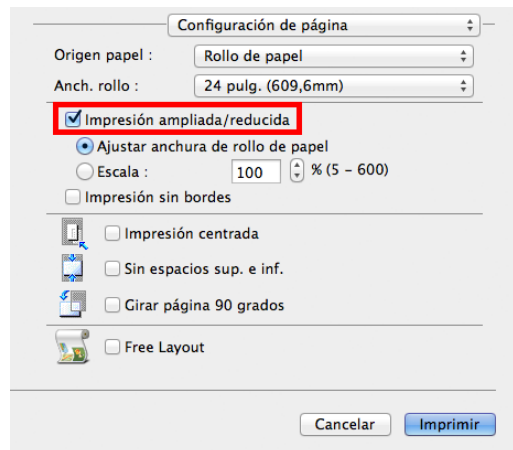 Configuración de página
Origen papel : Rollo de papel
Anch. rollo : 24 pulg. (609,6mm)
Impresión ampliada/reducida
Ajustar anchura de rollo de papel
Escala : 100 % (5 - 600)
Impresión sin bordes
Impresión centrada
Sin espacios sup. e inf.
Girar página 90 grados
Free Layout
Cancelar Imprimir